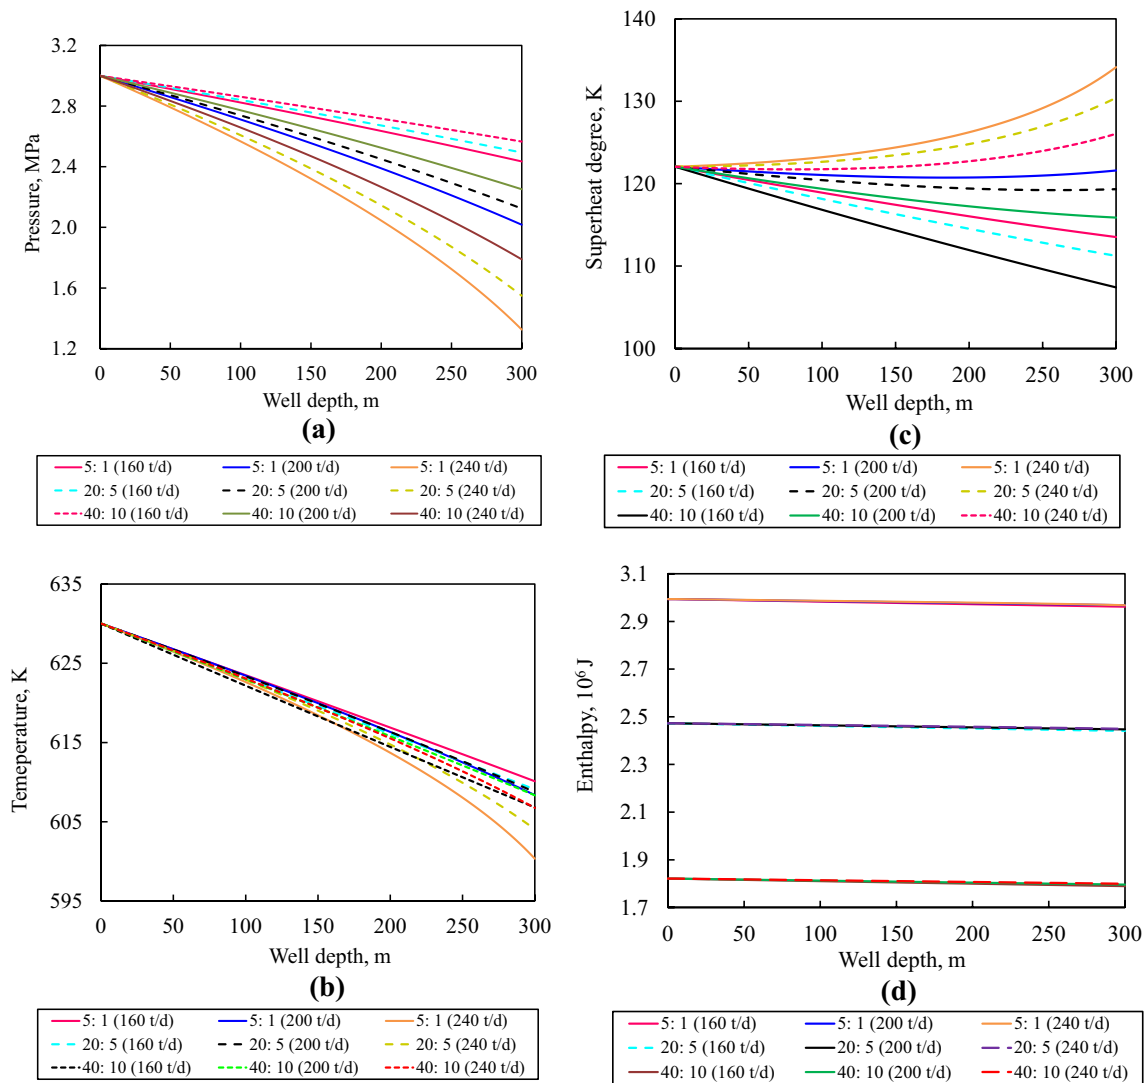 Pressure, MPa
3.2
2.8
2.4
2.0
1.6
1.2
0 50 100 150 200 250 300
Well depth, m
(a)
5: 1 (160 t/d) 5: 1 (200 t/d) 5: 1 (240 t/d)
20: 5 (160 t/d) 20: 5 (200 t/d) 20: 5 (240 t/d)
40: 10 (160 t/d) 40: 10 (200 t/d) 40: 10 (240 t/d)
Superheat degree, K
140
130
120
110
100
0 50 100 150 200 250 300
Well depth, m
(c)
5: 1 (160 t/d) 5: 1 (200 t/d) 5: 1 (240 t/d)
20: 5 (160 t/d) 20: 5 (200 t/d) 20: 5 (240 t/d)
40: 10 (160 t/d) 40: 10 (200 t/d) 40: 10 (240 t/d)
Temeperature, K
635
625
615
605
595
0 50 100 150 200 250 300
Well depth, m
(b)
5: 1 (160 t/d) 5: 1 (200 t/d) 5: 1 (240 t/d)
20: 5 (160 t/d) 20: 5 (200 t/d) 20: 5 (240 t/d)
40: 10 (160 t/d) 40: 10 (200 t/d) 40: 10 (240 t/d)
Enthalpy, 10⁶ J
3.1
2.9
2.7
2.5
2.3
2.1
1.9
1.7
0 50 100 150 200 250 300
Well depth, m
(d)
5: 1 (160 t/d) 5: 1 (200 t/d) 5: 1 (240 t/d)
20: 5 (160 t/d) 20: 5 (200 t/d) 20: 5 (240 t/d)
40: 10 (160 t/d) 40: 10 (200 t/d) 40: 10 (240 t/d)